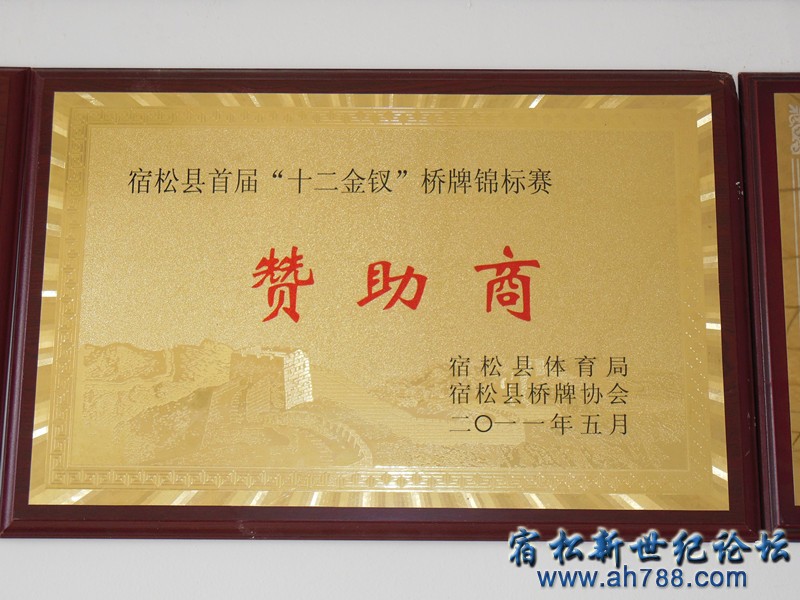 宿松县首届“十二金钗”桥牌锦标赛
赞助商
宿松县体育局
宿松县桥牌协会
二〇一一年五月
宿松新世纪论坛
www.ah788.com